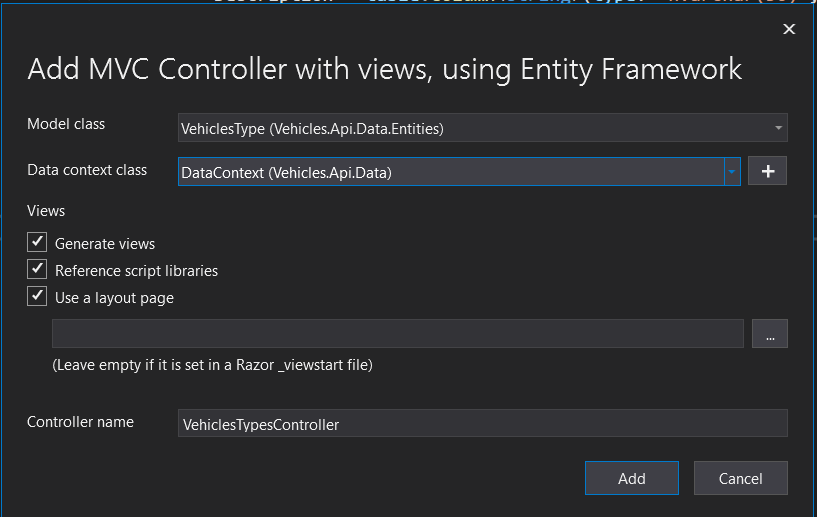 Add MVC Controller with views, using Entity Framework
Model class
VehiclesType (Vehicles.Api.Data.Entities)
Data context class
DataContext (Vehicles.Api.Data)
+
Views
Generate views
Reference script libraries
Use a layout page
...
(Leave empty if it is set in a Razor _viewstart file)
Controller name
VehiclesTypesController
Add
Cancel